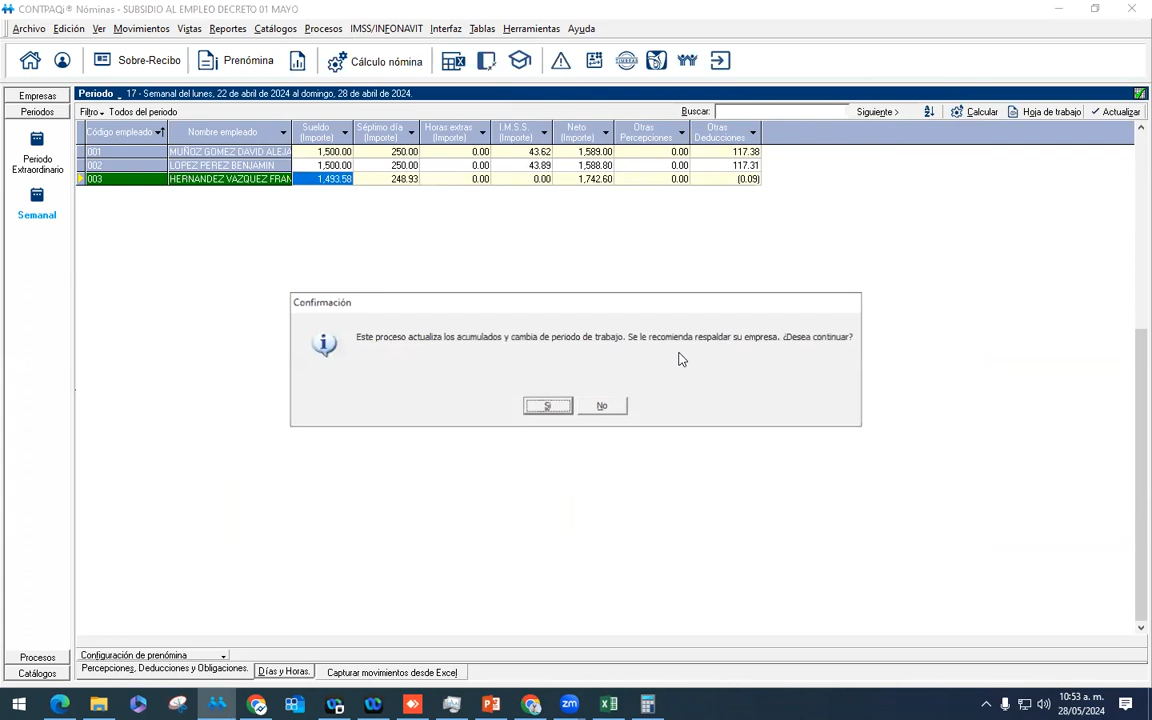 CONTPAQi® Nóminas - SUBSIDIO AL EMPLEO DECRETO 01 MAYO
Archivo Edición Ver Movimientos Vistas Reportes Catálogos Procesos IMSS/INFONAVIT Interfaz Tablas Herramientas Ayuda
Sobre-Recibo Prenómina Cálculo nómina
Empresas
Periodo _ 17 - Semanal del lunes, 22 de abril de 2024 al domingo, 28 de abril de 2024.
Periodos
Filtro Todos del periodo Buscar: Siguiente > Calcular Hoja de trabajo Actualizar
Código empleado Nombre empleado Sueldo (Importe) Séptimo día (Importe) Horas extras (Importe) I.M.S.S. (Importe) Neto (Importe) Otras Percepciones Otras Deducciones
001 MUÑOZ GOMEZ DAVID ALEJA 1,500.00 250.00 0.00 43.62 1,589.00 0.00 117.38
002 LOPEZ PEREZ BENJAMIN 1,500.00 250.00 0.00 43.89 1,588.80 0.00 117.31
003 HERNANDEZ VAZQUEZ FRAN 1,493.58 248.93 0.00 0.00 1,742.60 0.00 (0.09)
Periodo
Extraordinario
Semanal
Confirmación
Este proceso actualiza los acumulados y cambia de periodo de trabajo. Se le recomienda respaldar su empresa. ¿Desea continuar?
Si No
Procesos
Catálogos
Configuración de prenómina
Percepciones, Deducciones y Obligaciones. Días y Horas. Capturar movimientos desde Excel
10:53 a. m.
28/05/2024